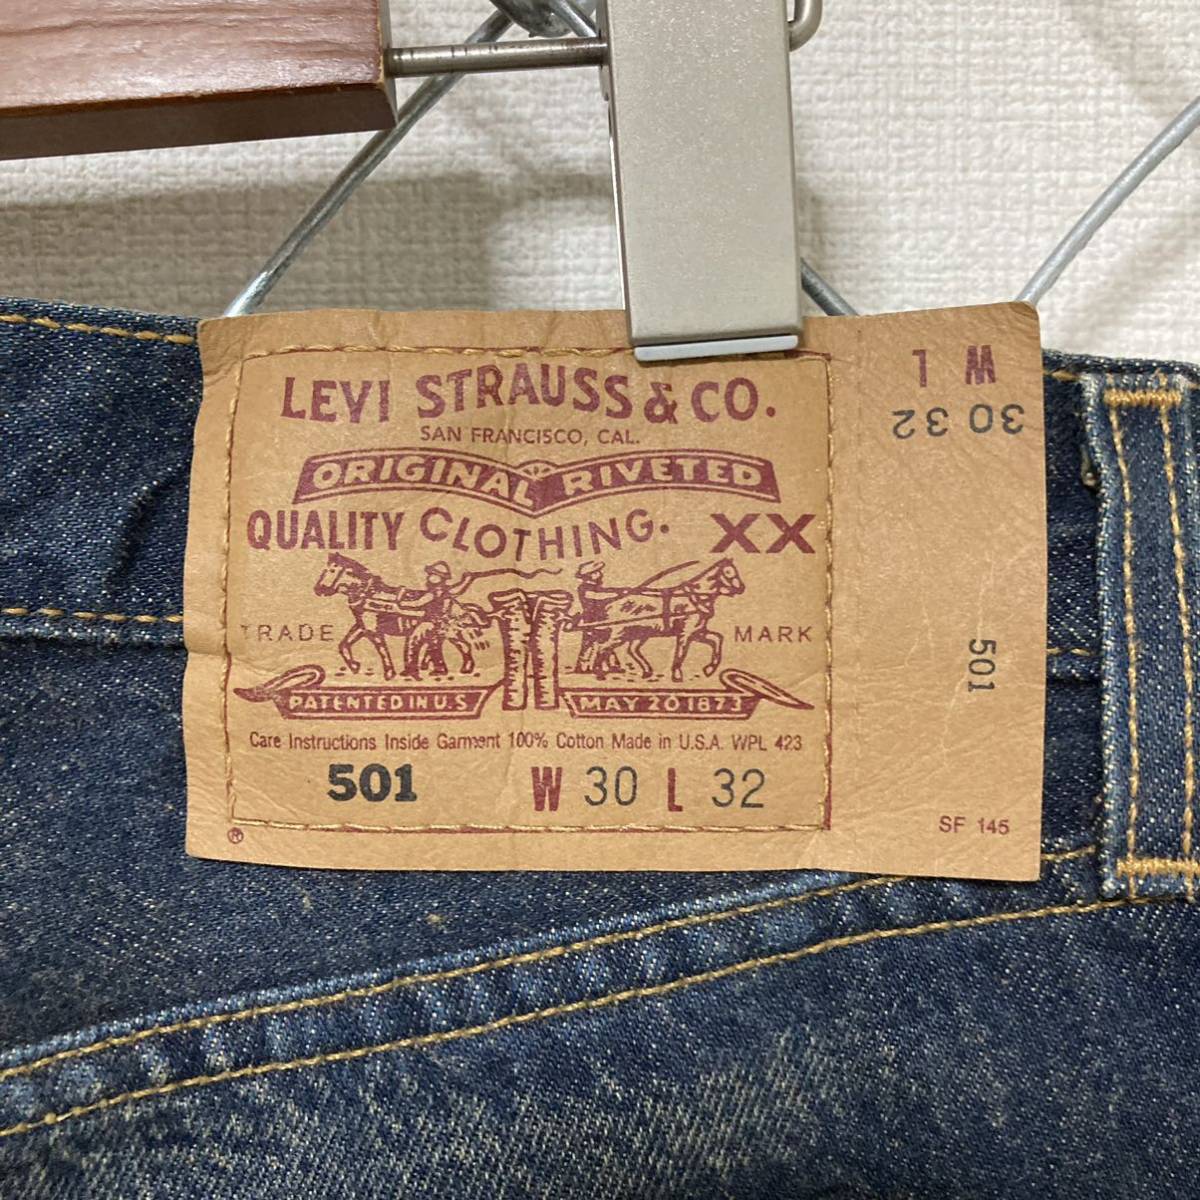 LEVI STRAUSS & CO.
SAN FRANCISCO, CAL.
ORIGINAL RIVETED
QUALITY CLOTHING. XX
TRADE MARK
PATENTED IN U.S. MAY 20 1873
Care Instructions Inside Garment 100% Cotton Made in U.S.A. WPL 423
501 W 30 L 32
®
W L
30 32
501
SF 145